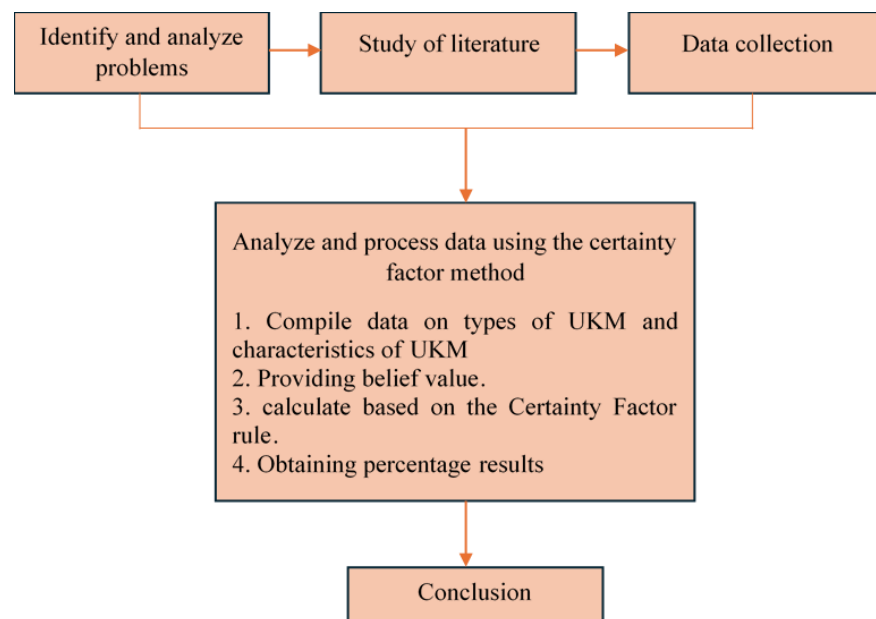 Identify and analyze
problems
Study of literature
Data collection
Analyze and process data using the certainty
factor method
1. Compile data on types of UKM and
characteristics of UKM
2. Providing belief value.
3. calculate based on the Certainty Factor
rule.
4. Obtaining percentage results
Conclusion